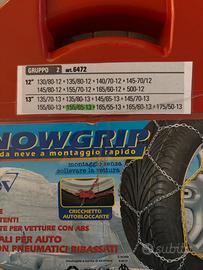 GRUPPO 2 art.6472
12" 130/80-12 • 135/80-12 • 140/70-12 • 145-70/12
145/80-12 • 155/70-12 • 165/60-12 • 500-12
13" 135/70-13 • 135/80-13 • 145/65-13 • 145/70-13
155/60-13 • 155/65-13 • 165/55-13 • 165/60-13 • 175/50-13
NOWGRIP
da neve a montaggio rapido
montaggio senza
sollevare la vettura
CRICCHETTO
AUTOBLOCCANTE
TENTI
TE PER VETTURE CON ABS
ALI PER AUTO
ON PNEUMATICI RIBASSATI
subito